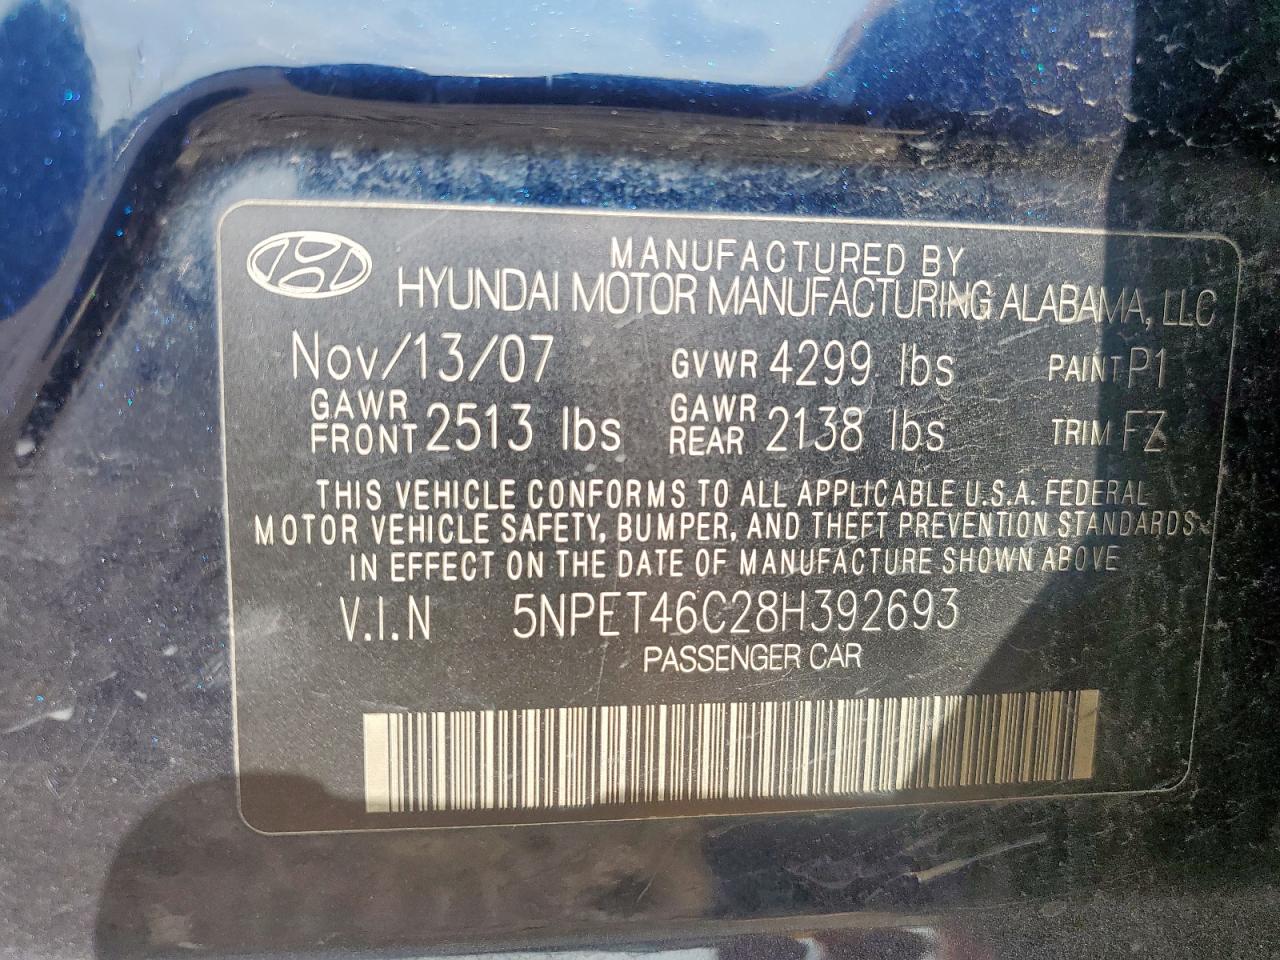 MANUFACTURED BY
HYUNDAI MOTOR MANUFACTURING ALABAMA, LLC
Nov/13/07 GVWR 4299 lbs PAINT P1
GAWR FRONT 2513 lbs GAWR REAR 2138 lbs TRIM FZ
THIS VEHICLE CONFORMS TO ALL APPLICABLE U.S.A. FEDERAL
MOTOR VEHICLE SAFETY, BUMPER, AND THEFT PREVENTION STANDARDS
IN EFFECT ON THE DATE OF MANUFACTURE SHOWN ABOVE
V.I.N 5NPET46C28H392693
PASSENGER CAR